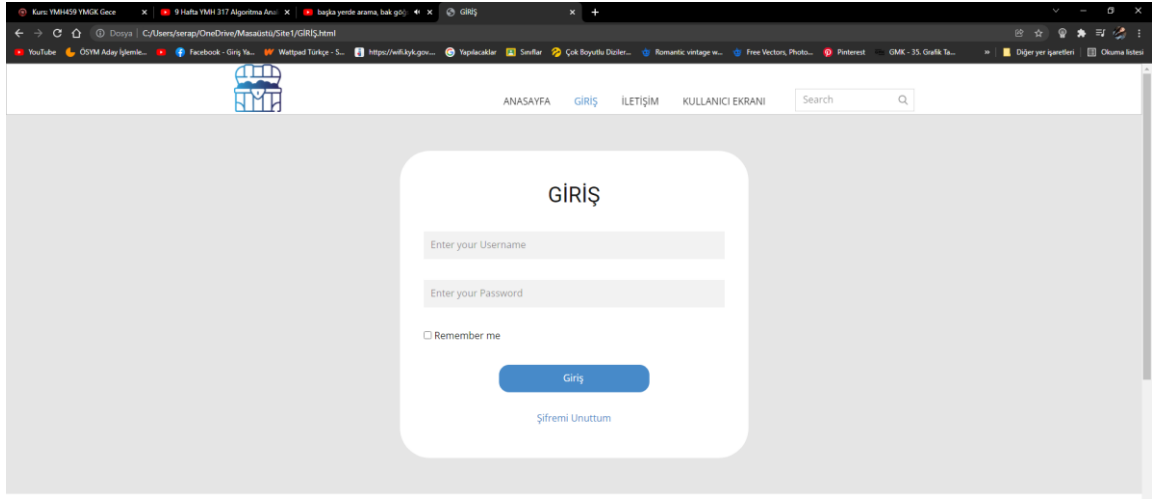 Kurs: YMH459 YMGK Gece
9 Hafta YMH 317 Algoritma Anal
başka yerde arama, bak göğ
GİRİŞ
Dosya | C:/Users/serap/OneDrive/Masaüstü/Site1/GİRİŞ.html
YouTube
ÖSYM Aday İşlemle...
Facebook - Giriş Ya...
Wattpad Türkçe - S...
https://wifi.kyk.gov....
Yapılacaklar
Sınıflar
Çok Boyutlu Diziler...
Romantic vintage w...
Free Vectors, Photo...
Pinterest
GMK - 35. Grafik Ta...
»
Diğer yer işaretleri
Okuma listesi
ANASAYFA
GİRİŞ
İLETİŞİM
KULLANICI EKRANI
Search
GİRİŞ
Enter your Username
Enter your Password
Remember me
Giriş
Şifremi Unuttum